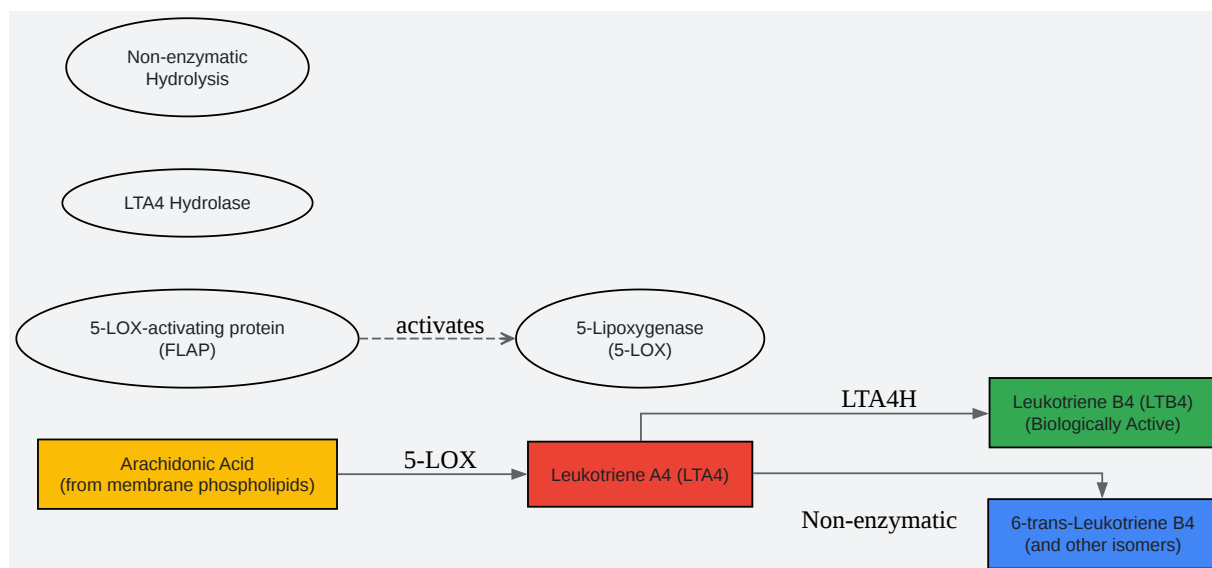 Non-enzymatic
Hydrolysis
LTA4 Hydrolase
5-LOX-activating protein
(FLAP)
activates
5-Lipoxygenase
(5-LOX)
LTA4H
Leukotriene B4 (LTB4)
(Biologically Active)
Arachidonic Acid
(from membrane phospholipids)
5-LOX
Leukotriene A4 (LTA4)
Non-enzymatic
6-trans-Leukotriene B4
(and other isomers)